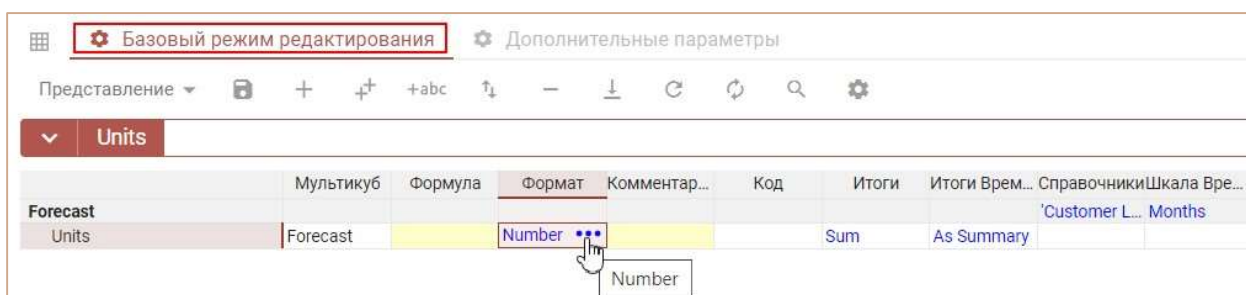 Базовый режим редактирования Дополнительные параметры
Представление +abc
Units
Мультикуб Формула Формат Комментар... Код Итоги Итоги Врем... Справочники Шкала Вре...
Forecast 'Customer L... Months
Units Forecast Number ••• Sum As Summary
Number